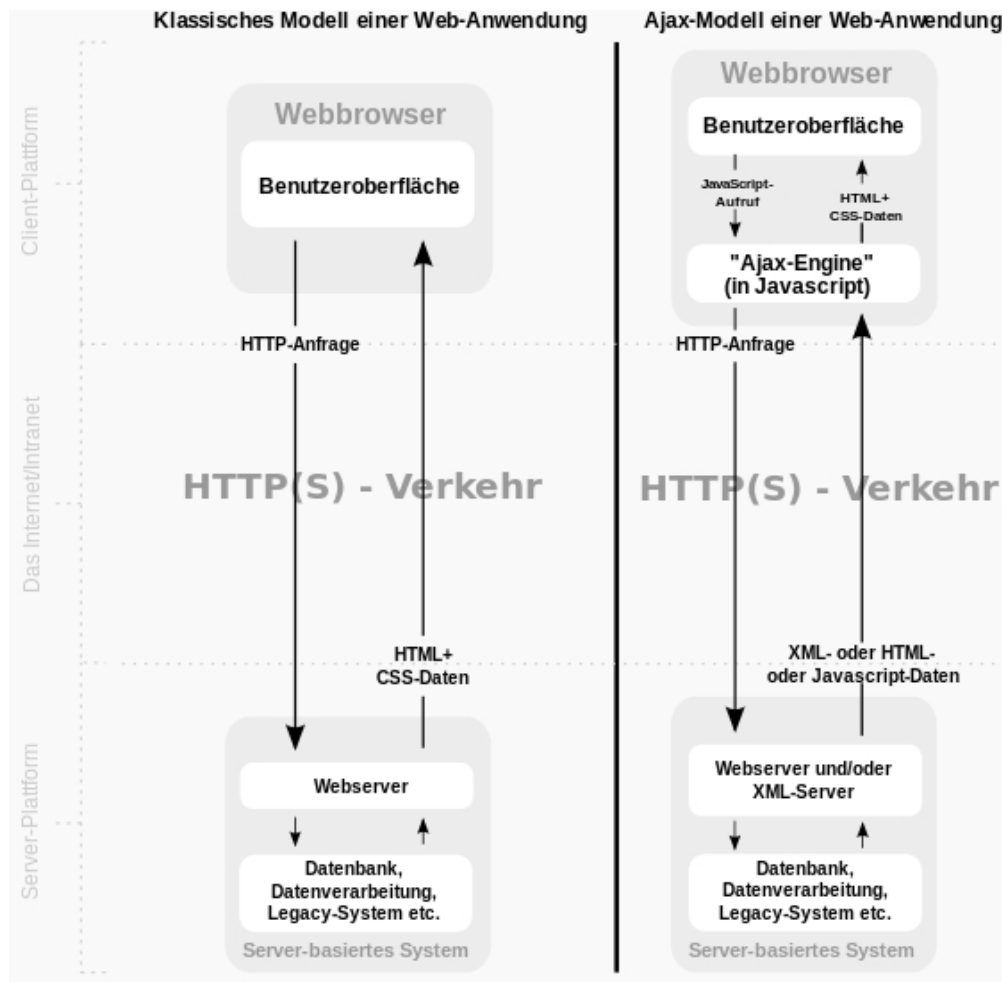 Klassisches Modell einer Web-Anwendung
Webbrowser
Benutzeroberfläche
HTTP-Anfrage
HTTP(S) - Verkehr
HTML+
CSS-Daten
Webserver
Datenbank,
Datenverarbeitung,
Legacy-System etc.
Server-basiertes System
Ajax-Modell einer Web-Anwendung
Webbrowser
Benutzeroberfläche
JavaScript-
Aufruf
HTML+
CSS-Daten
"Ajax-Engine"
(in Javascript)
HTTP-Anfrage
HTTP(S) - Verkehr
XML- oder HTML-
oder Javascript-Daten
Webserver und/oder
XML-Server
Datenbank,
Datenverarbeitung,
Legacy-System etc.
Server-basiertes System
Client-Plattform
Das Internet/Intranet
Server-Plattform